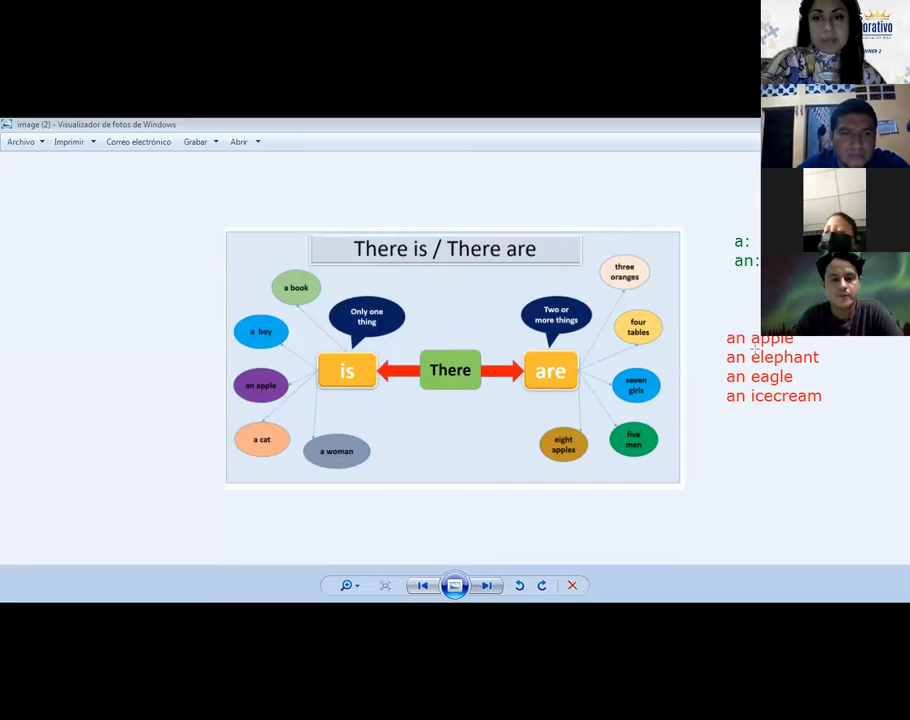 image (2) - Visualizador de fotos de Windows
Archivo Imprimir Correo electrónico Grabar Abrir
There is / There are
a book
Only one
thing
a boy
an apple
a cat
a woman
is
There
are
Two or
more things
three
oranges
four
tables
seven
girls
five
men
eight
apples
a:
an:
an apple
an elephant
an eagle
an icecream
orativo